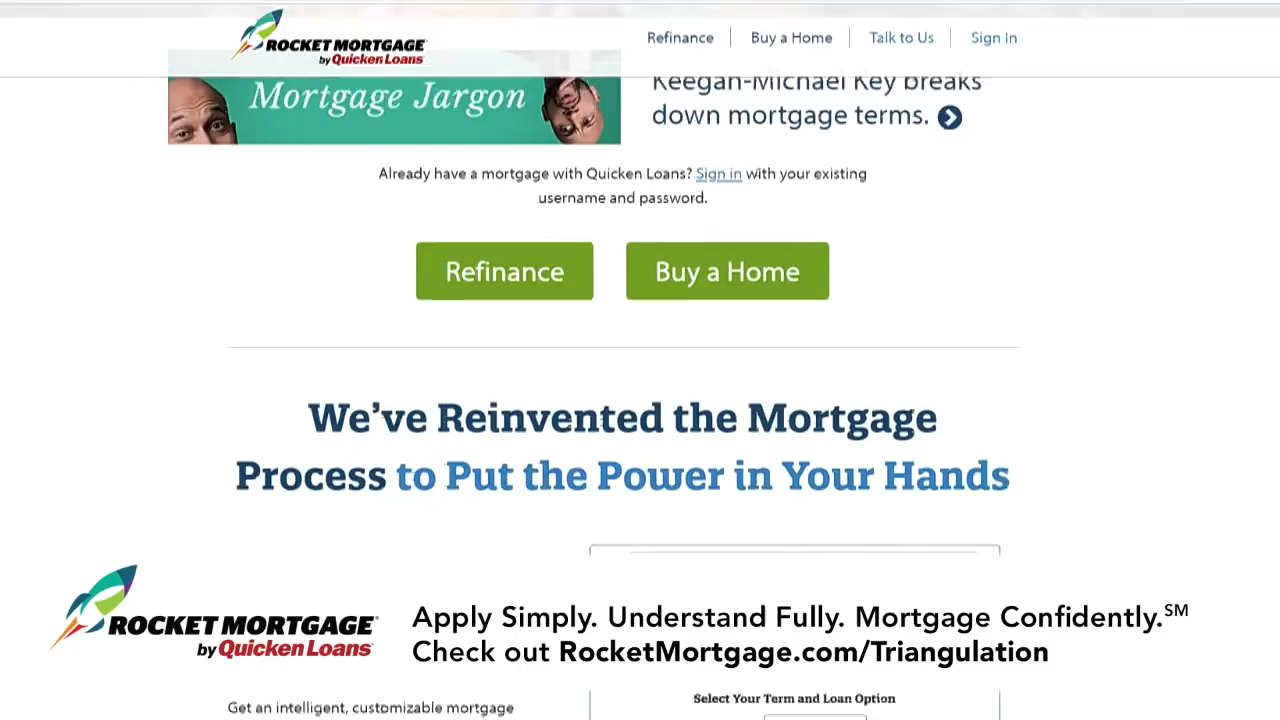 ROCKET MORTGAGE
by Quicken Loans
Refinance
Buy a Home
Talk to Us
Sign In
Mortgage Jargon
Keegan-Michael Key breaks
down mortgage terms.
Already have a mortgage with Quicken Loans? Sign in with your existing
username and password.
Refinance
Buy a Home
We've Reinvented the Mortgage
Process to Put the Power in Your Hands
ROCKET MORTGAGE
by Quicken Loans
Apply Simply. Understand Fully. Mortgage Confidently.℠
Check out RocketMortgage.com/Triangulation
Select Your Term and Loan Option
Get an intelligent, customizable mortgage